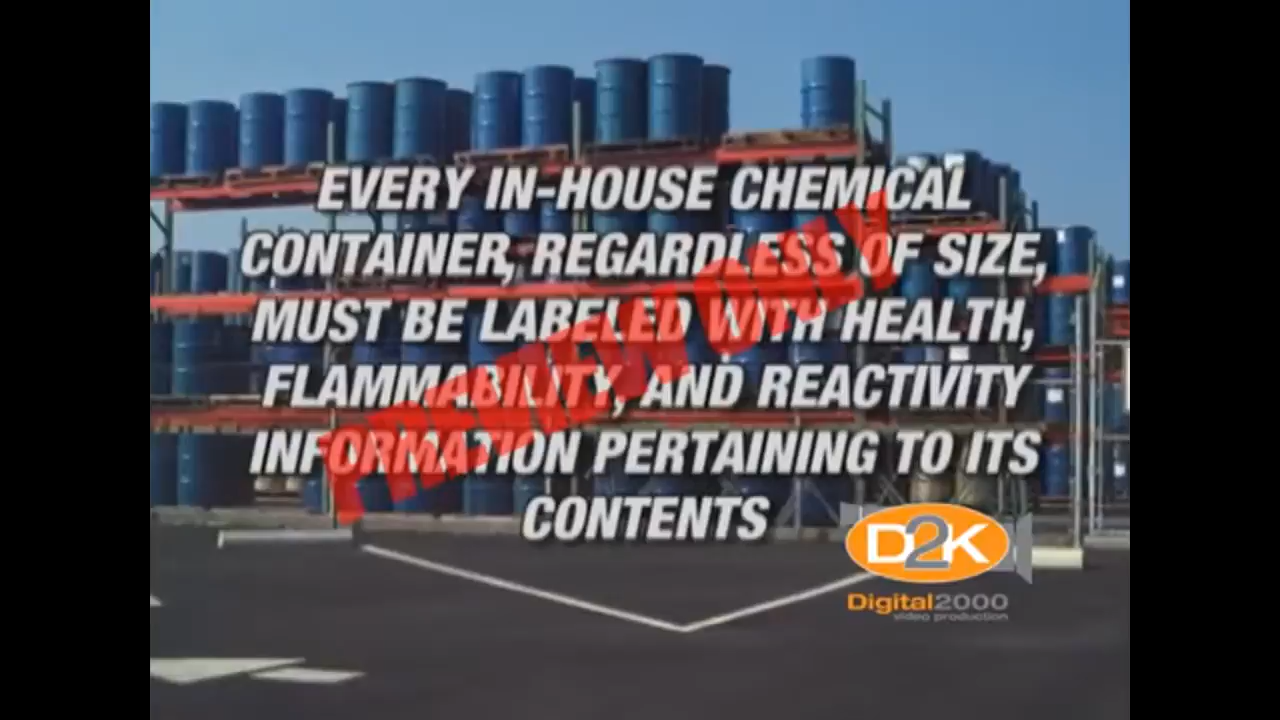 EVERY IN-HOUSE CHEMICAL
CONTAINER, REGARDLESS OF SIZE,
MUST BE LABELED WITH HEALTH,
FLAMMABILITY, AND REACTIVITY
INFORMATION PERTAINING TO ITS
CONTENTS
PREVIEW ONLY
D2K
Digital2000
video production